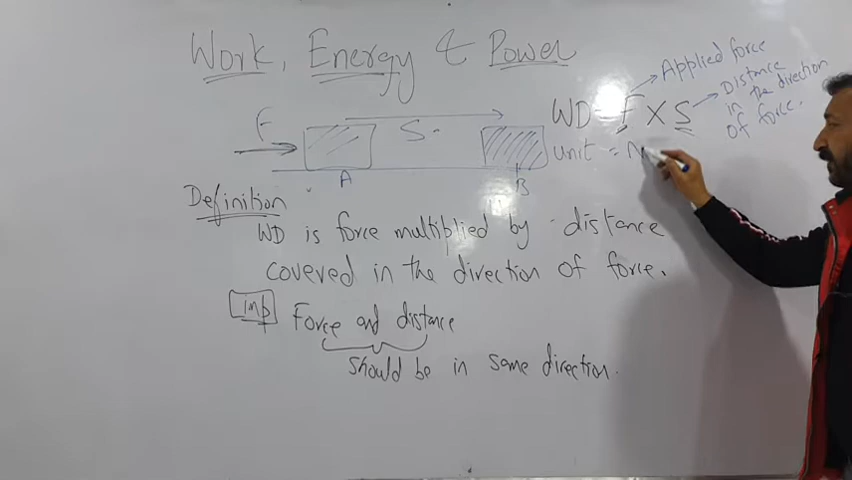 Work, Energy & Power
Applied force
Distance
in the direction
of force.
F
S
WD = F X S
unit = N
A
B
Definition
WD is force multiplied by distance
covered in the direction of force.
imp Force and distance
should be in same direction.